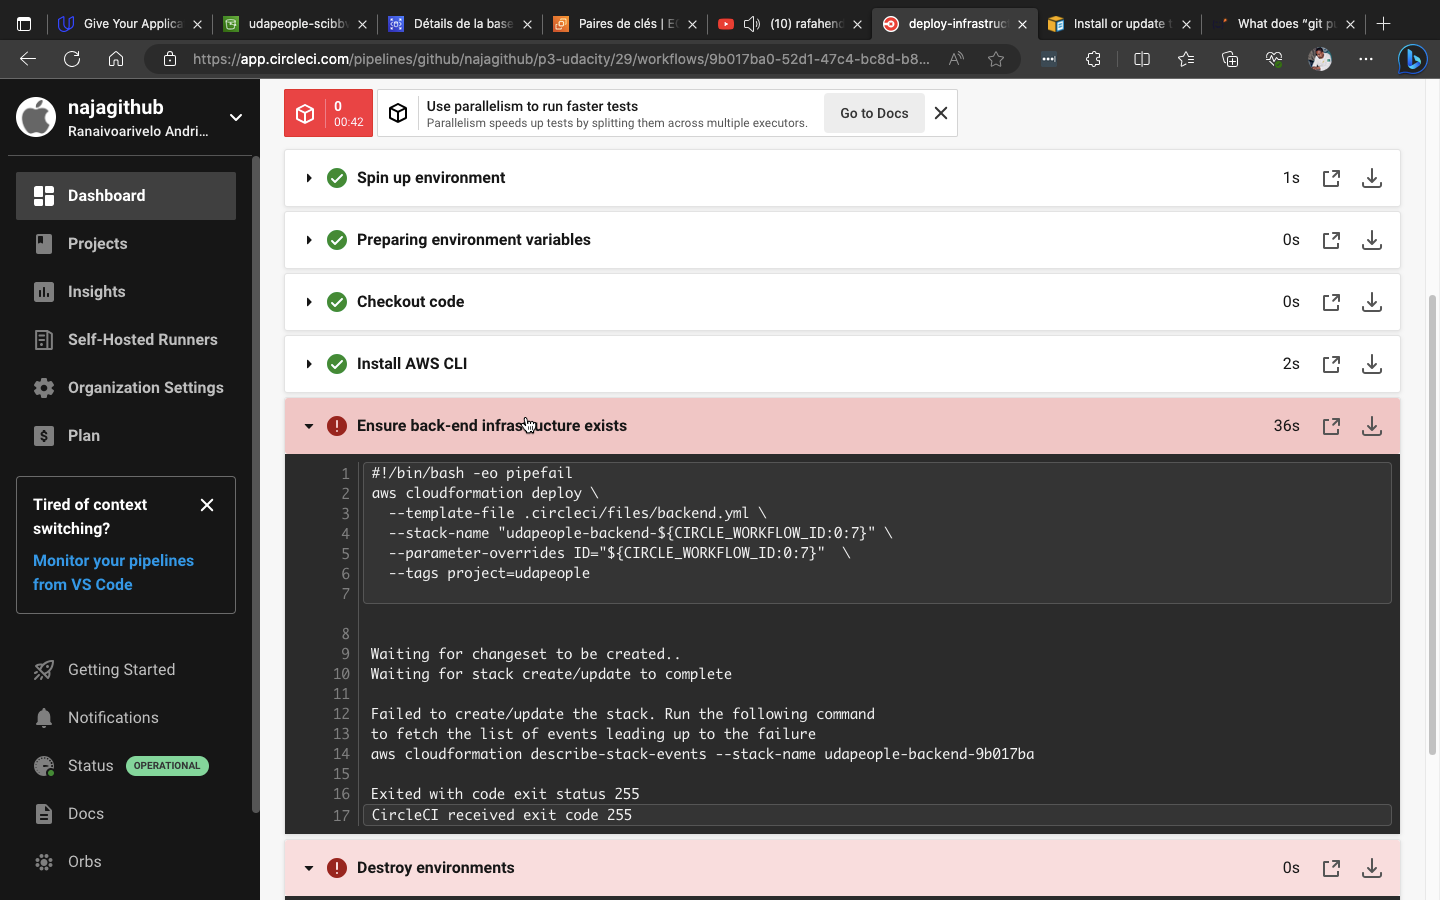 Give Your Applica
udapeople-scibb
Détails de la base
Paires de clés | EC
(10) rafahend
deploy-infrastruc
Install or update t
What does "git pu
https://app.circleci.com/pipelines/github/najagithub/p3-udacity/29/workflows/9b017ba0-52d1-47c4-bc8d-b8...
najagithub
Ranaivoarivelo Andri...
Dashboard
Projects
Insights
Self-Hosted Runners
Organization Settings
Plan
Tired of context
switching?
Monitor your pipelines
from VS Code
Getting Started
Notifications
Status OPERATIONAL
Docs
Orbs
0
00:42
Use parallelism to run faster tests
Parallelism speeds up tests by splitting them across multiple executors.
Go to Docs
Spin up environment 1s
Preparing environment variables 0s
Checkout code 0s
Install AWS CLI 2s
Ensure back-end infrastructure exists 36s
1 #!/bin/bash -eo pipefail
2 aws cloudformation deploy \
3 --template-file .circleci/files/backend.yml \
4 --stack-name "udapeople-backend-${CIRCLE_WORKFLOW_ID:0:7}" \
5 --parameter-overrides ID="${CIRCLE_WORKFLOW_ID:0:7}" \
6 --tags project=udapeople
7
8
9 Waiting for changeset to be created..
10 Waiting for stack create/update to complete
11
12 Failed to create/update the stack. Run the following command
13 to fetch the list of events leading up to the failure
14 aws cloudformation describe-stack-events --stack-name udapeople-backend-9b017ba
15
16 Exited with code exit status 255
17 CircleCI received exit code 255
Destroy environments 0s